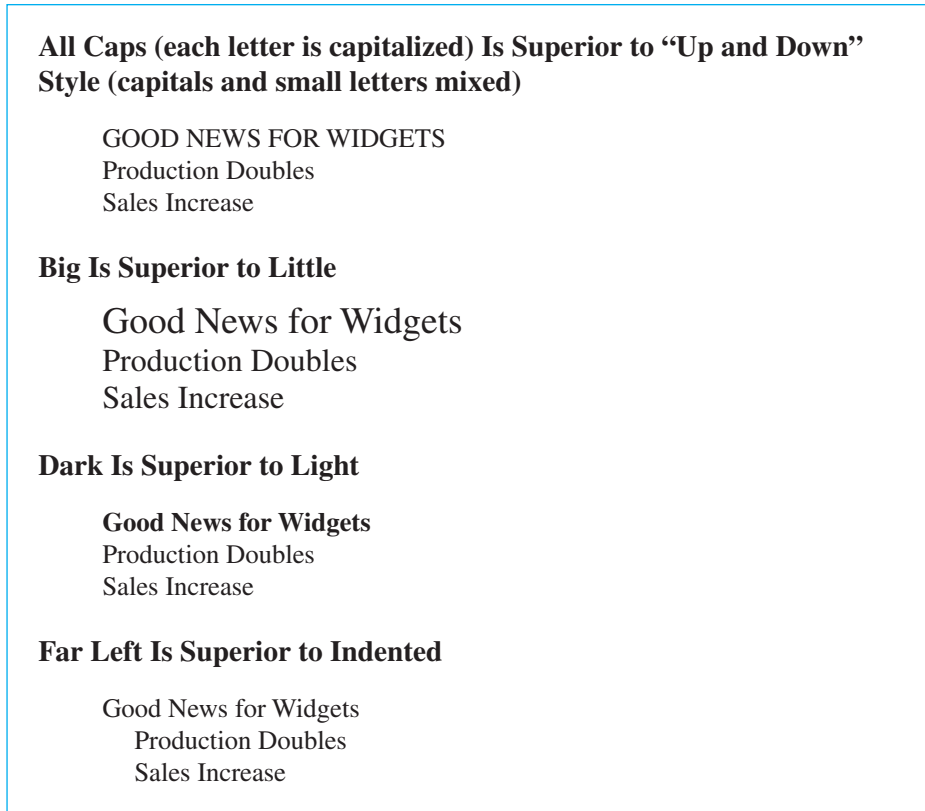 All Caps (each letter is capitalized) Is Superior to “Up and Down”
Style (capitals and small letters mixed)
GOOD NEWS FOR WIDGETS
Production Doubles
Sales Increase
Big Is Superior to Little
Good News for Widgets
Production Doubles
Sales Increase
Dark Is Superior to Light
Good News for Widgets
Production Doubles
Sales Increase
Far Left Is Superior to Indented
Good News for Widgets
Production Doubles
Sales Increase